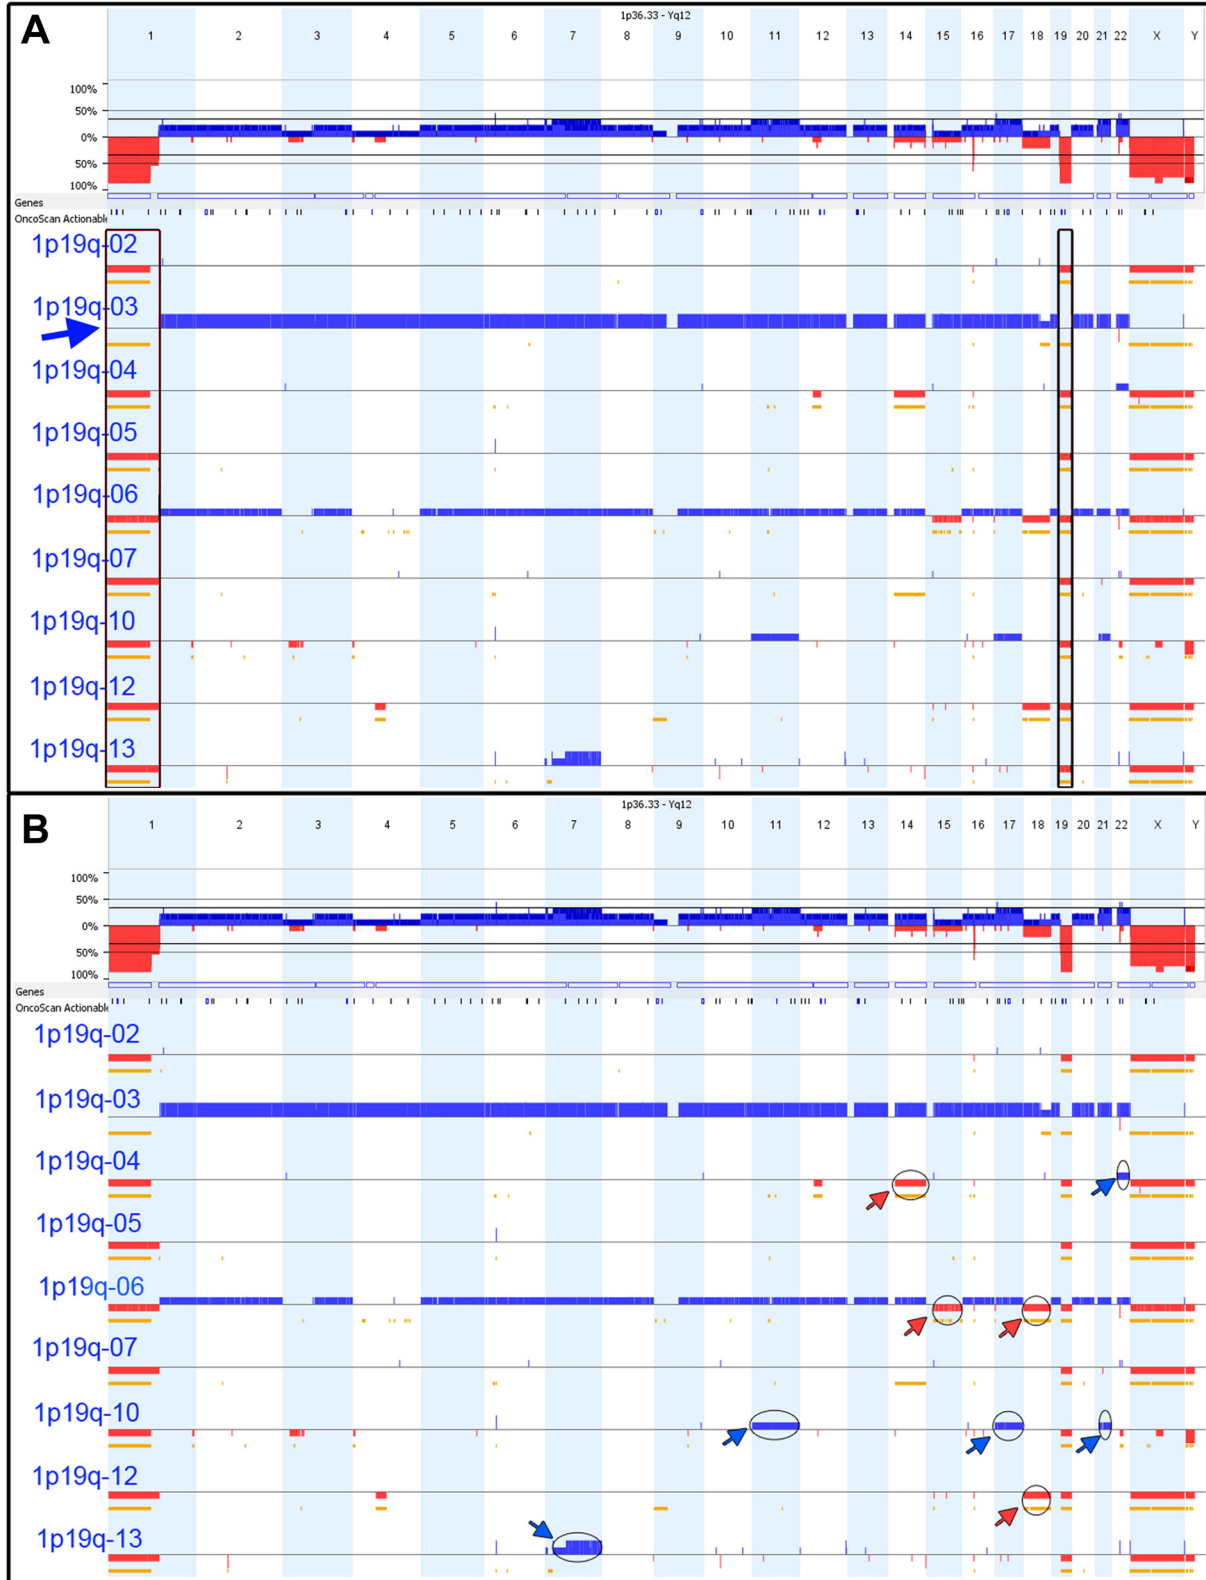 A
1p36.33 - Yq12
1 2 3 4 5 6 7 8 9 10 11 12 13 14 15 16 17 18 19 20 21 22 X Y
100%
50%
0%
50%
100%
Genes
OncoScan Actionable
1p19q-02
1p19q-03
1p19q-04
1p19q-05
1p19q-06
1p19q-07
1p19q-10
1p19q-12
1p19q-13
B
1p36.33 - Yq12
1 2 3 4 5 6 7 8 9 10 11 12 13 14 15 16 17 18 19 20 21 22 X Y
100%
50%
0%
50%
100%
Genes
OncoScan Actionable
1p19q-02
1p19q-03
1p19q-04
1p19q-05
1p19q-06
1p19q-07
1p19q-10
1p19q-12
1p19q-13